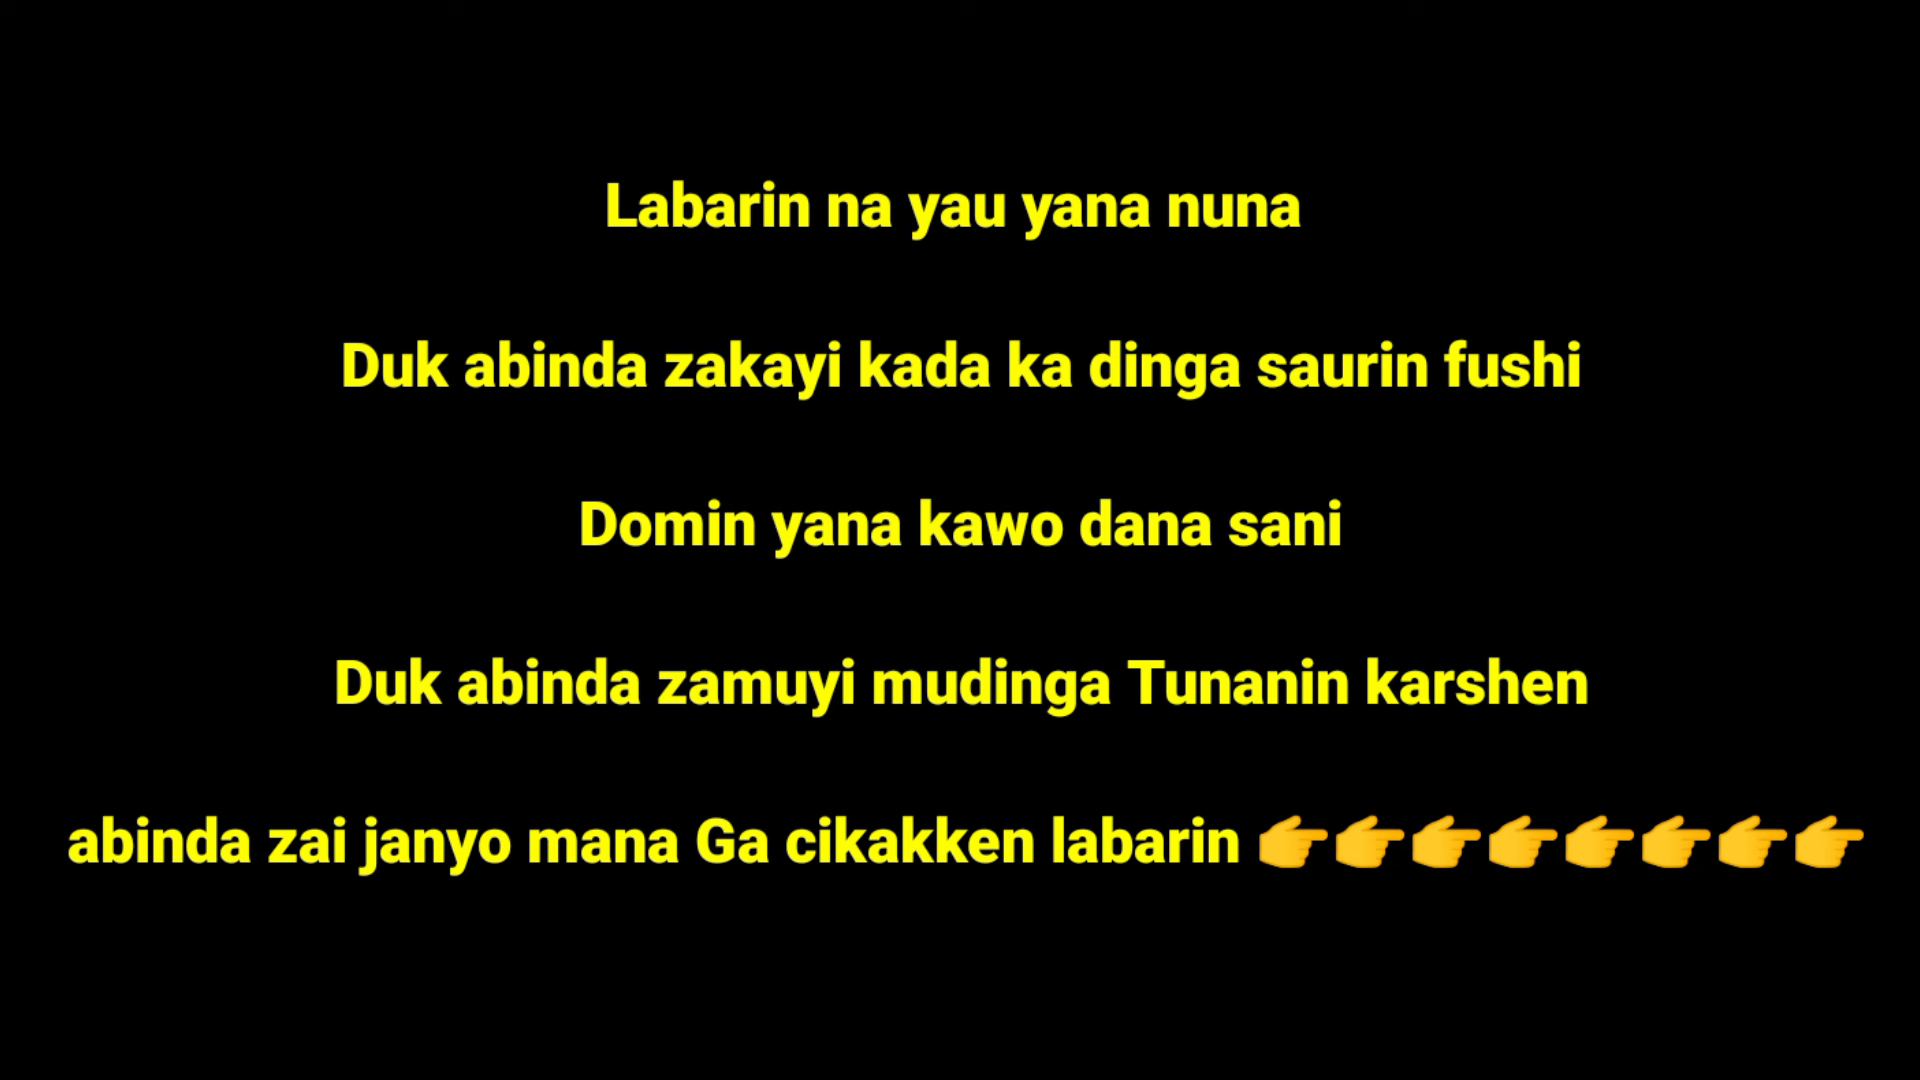 Labarin na yau yana nuna
Duk abinda zakayi kada ka dinga saurin fushi
Domin yana kawo dana sani
Duk abinda zamuyi mudinga Tunanin karshen
abinda zai janyo mana Ga cikakken labarin 👉👉👉👉👉👉👉👉